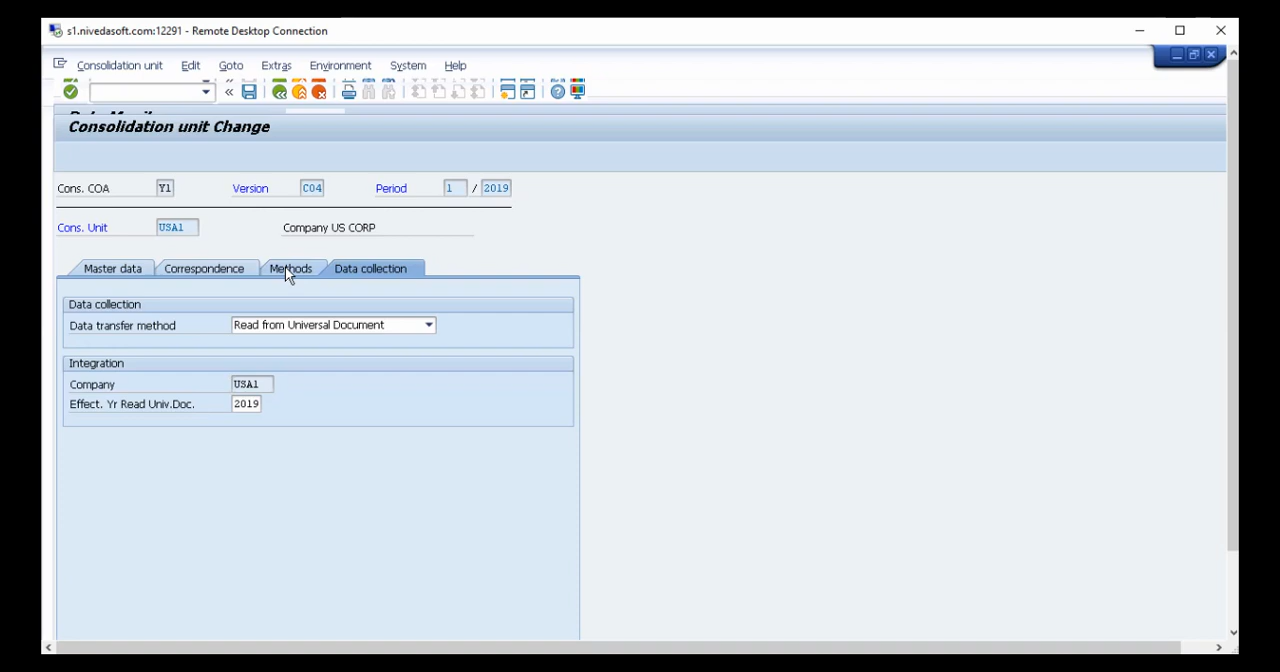 s1.nivedasoft.com:12291 - Remote Desktop Connection
Consolidation unit Edit Goto Extras Environment System Help
Consolidation unit Change
Cons. COA Y1 Version C04 Period 1 / 2019
Cons. Unit USA1 Company US CORP
Master data Correspondence Methods Data collection
Data collection
Data transfer method Read from Universal Document
Integration
Company USA1
Effect. Yr Read Univ.Doc. 2019